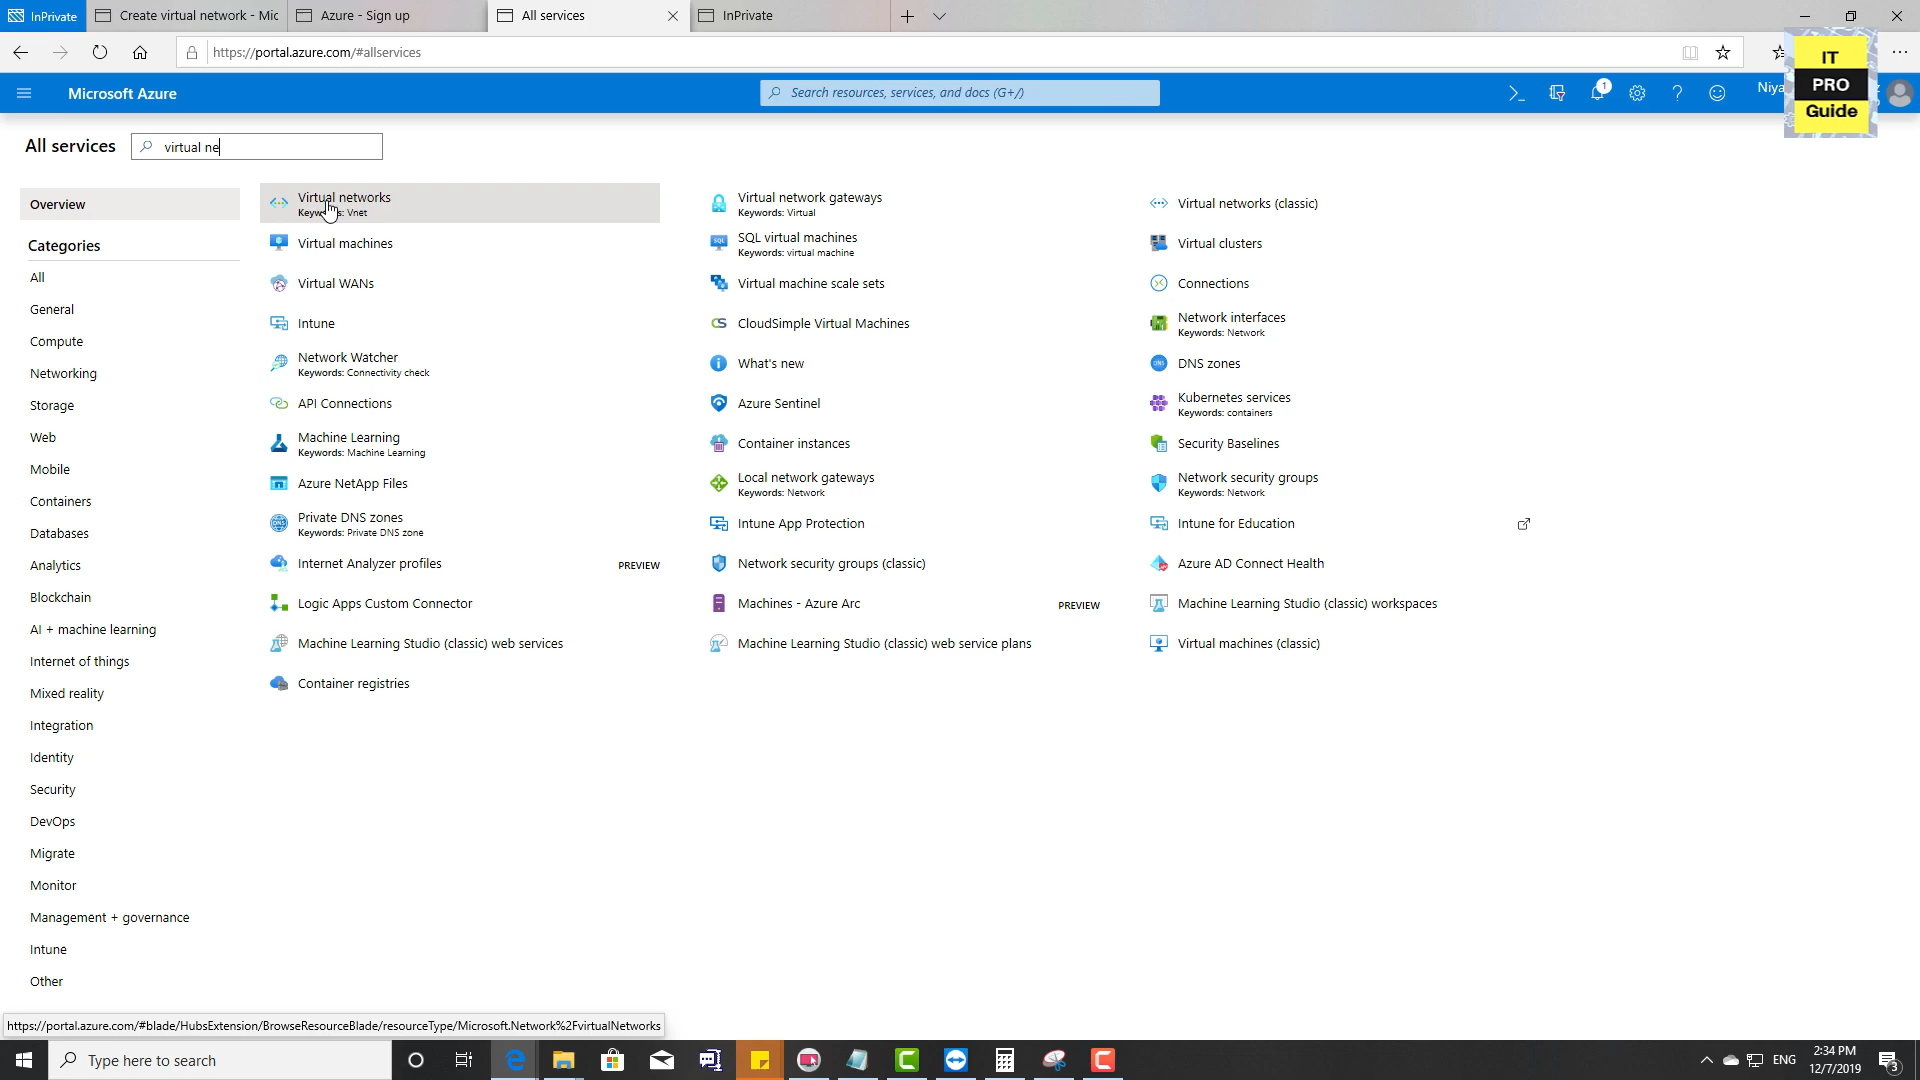 InPrivate
Create virtual network - Mic
Azure - Sign up
All services
InPrivate
https://portal.azure.com/#allservices
IT
PRO
Guide
Microsoft Azure
Search resources, services, and docs (G+/)
1
Niya
All services
virtual ne
Overview
Categories
All
General
Compute
Networking
Storage
Web
Mobile
Containers
Databases
Analytics
Blockchain
AI + machine learning
Internet of things
Mixed reality
Integration
Identity
Security
DevOps
Migrate
Monitor
Management + governance
Intune
Other
Virtual networks
Keywords: Vnet
Virtual network gateways
Keywords: Virtual
Virtual networks (classic)
Virtual machines
SQL virtual machines
Keywords: virtual machine
Virtual clusters
Virtual WANs
Virtual machine scale sets
Connections
Intune
CloudSimple Virtual Machines
Network interfaces
Keywords: Network
Network Watcher
Keywords: Connectivity check
What's new
DNS zones
API Connections
Azure Sentinel
Kubernetes services
Keywords: containers
Machine Learning
Keywords: Machine Learning
Container instances
Security Baselines
Azure NetApp Files
Local network gateways
Keywords: Network
Network security groups
Keywords: Network
Private DNS zones
Keywords: Private DNS zone
Intune App Protection
Intune for Education
Internet Analyzer profiles
PREVIEW
Network security groups (classic)
Azure AD Connect Health
Logic Apps Custom Connector
Machines - Azure Arc
PREVIEW
Machine Learning Studio (classic) workspaces
Machine Learning Studio (classic) web services
Machine Learning Studio (classic) web service plans
Virtual machines (classic)
Container registries
https://portal.azure.com/#blade/HubsExtension/BrowseResourceBlade/resourceType/Microsoft.Network%2FvirtualNetworks
Type here to search
ENG
2:34 PM
12/7/2019
3